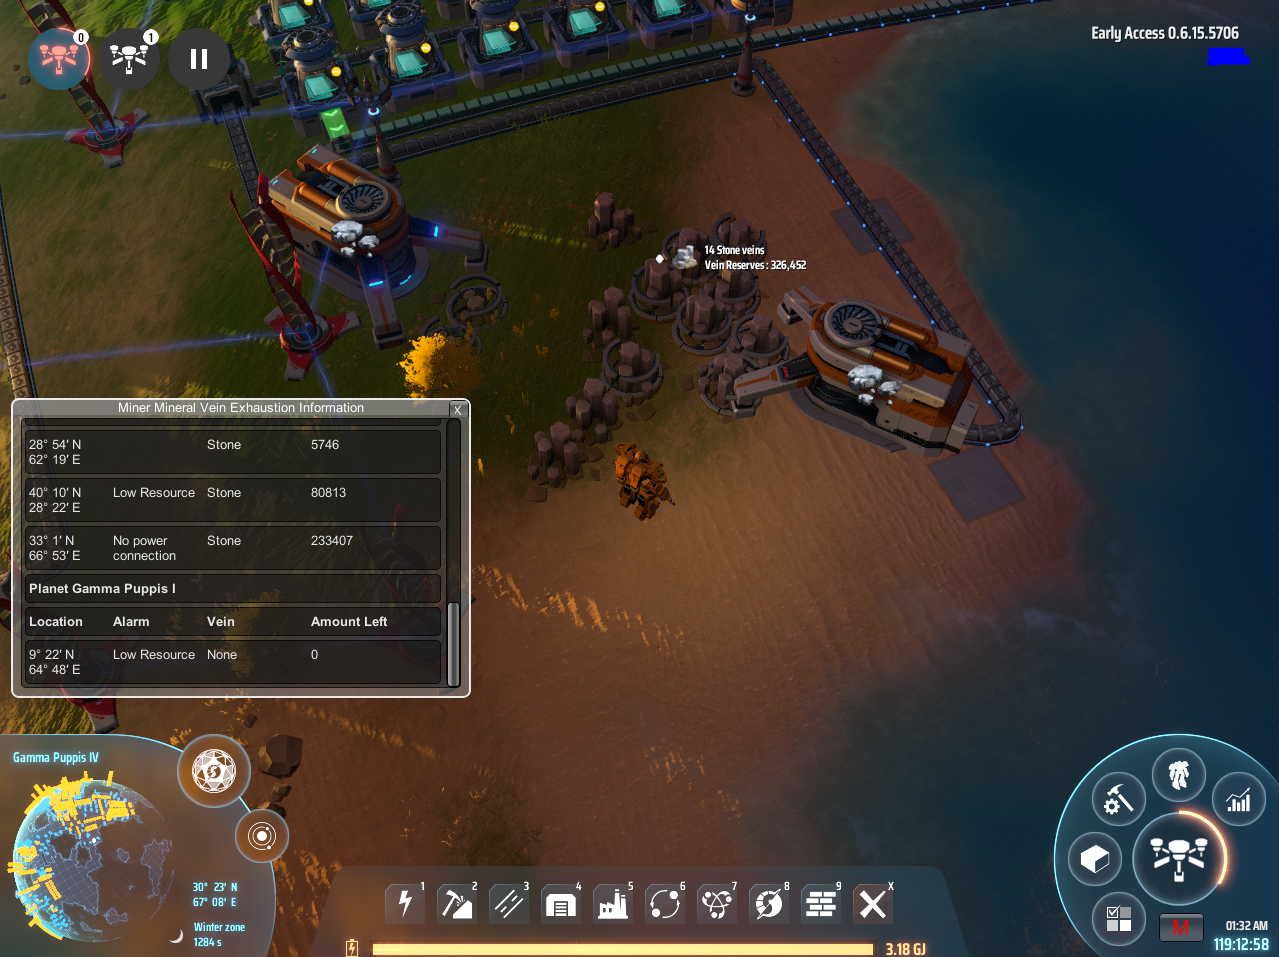 0
1
Early Access 0.6.15.5706
14 Stone veins
Vein Reserves : 326,452
Miner Mineral Vein Exhaustion Information
X
28° 54′ N
62° 19′ E
Stone
5746
40° 10′ N
28° 22′ E
Low Resource
Stone
80813
33° 1′ N
66° 53′ E
No power
connection
Stone
233407
Planet Gamma Puppis I
Location
Alarm
Vein
Amount Left
9° 22′ N
64° 48′ E
Low Resource
None
0
Gamma Puppis IV
30° 23′ N
67° 08′ E
Winter zone
1284 s
1
2
3
4
5
6
7
8
9
X
3.18 GJ
M
01:32 AM
119:12:58